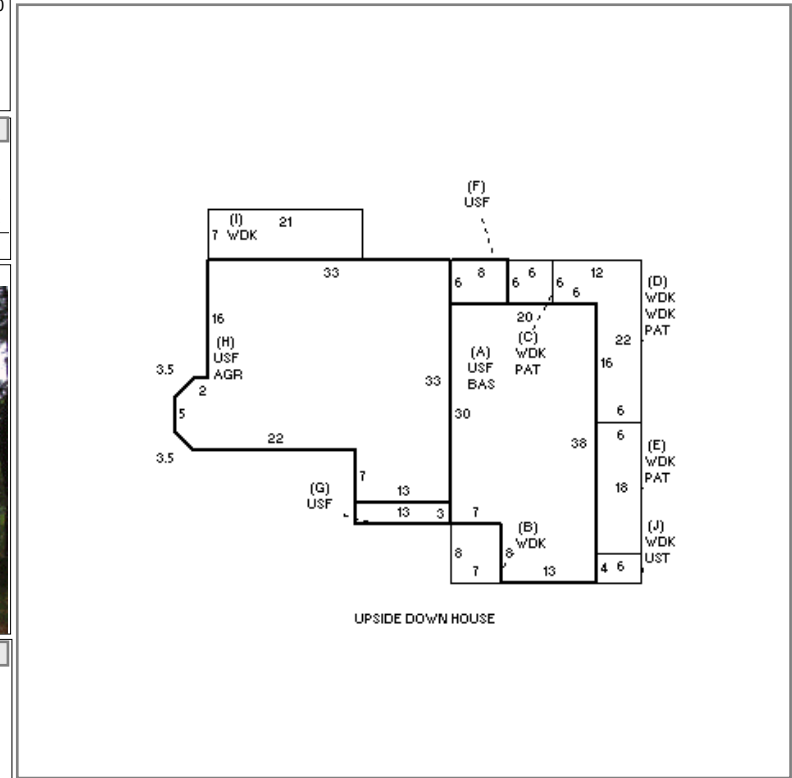 (F)
USF
(I) 21
7 WDK
33
8
6
6
6
6
12
6
(D)
WDK
WDK
PAT
16
20
(C)
WDK
PAT
22
(H)
USF
AGR
(A)
USF
BAS
16
3.5
2
33
5
30
6
22
38
6
(E)
WDK
PAT
3.5
7
18
(G)
USF
13
13 3
7
(B)
WDK
(J)
WDK
UST
8
8
7
13
4 6
UPSIDE DOWN HOUSE